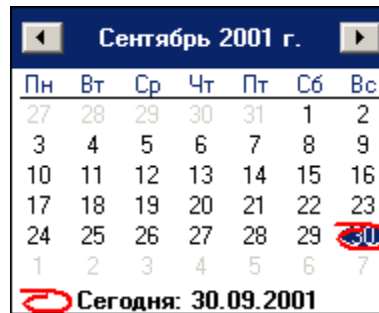 Сентябрь 2001 г.
Пн Вт Ср Чт Пт Сб Вс
27 28 29 30 31 1 2
3 4 5 6 7 8 9
10 11 12 13 14 15 16
17 18 19 20 21 22 23
24 25 26 27 28 29 30
1 2 3 4 5 6 7
Сегодня: 30.09.2001